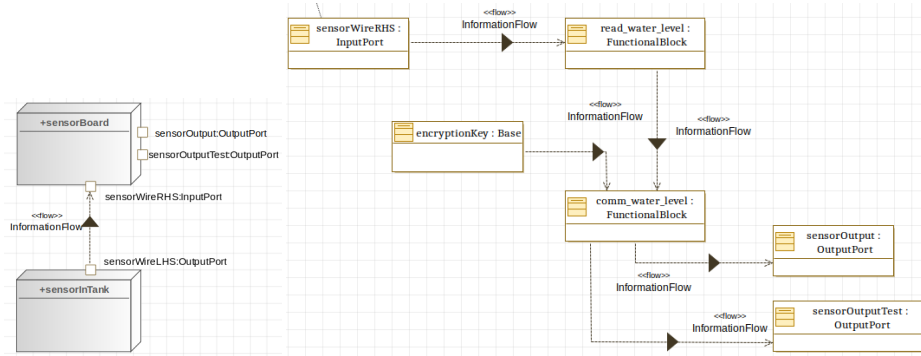 +sensorBoard
sensorOutput:OutputPort
sensorOutputTest:OutputPort
sensorWireRHS:InputPort
<<flow>>
InformationFlow
sensorWireLHS:OutputPort
+sensorInTank
sensorWireRHS :
InputPort
<<flow>>
InformationFlow
read_water_level :
FunctionalBlock
<<flow>>
InformationFlow
<<flow>>
InformationFlow
encryptionKey : Base
comm_water_level :
FunctionalBlock
<<flow>>
InformationFlow
sensorOutput :
OutputPort
<<flow>>
InformationFlow
sensorOutputTest :
OutputPort